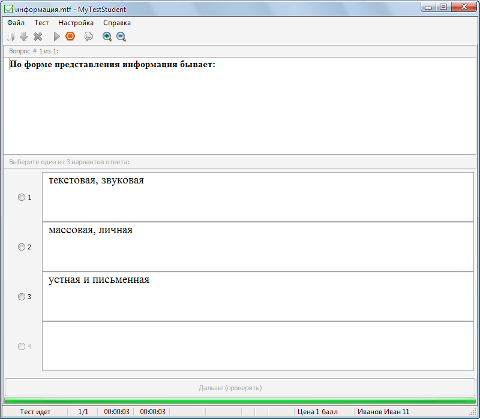 информация.mtf - MyTestStudent
Файл Тест Настройка Справка
Вопрос # 1 из 1:
По форме представления информация бывает:
Выберите один из 3 вариантов ответа:
1 текстовая, звуковая
2 массовая, личная
3 устная и письменная
4
Дальше (проверить)
Тест идет 1/1 00:00:03 00:00:03 Цена 1 балл Иванов Иван 11